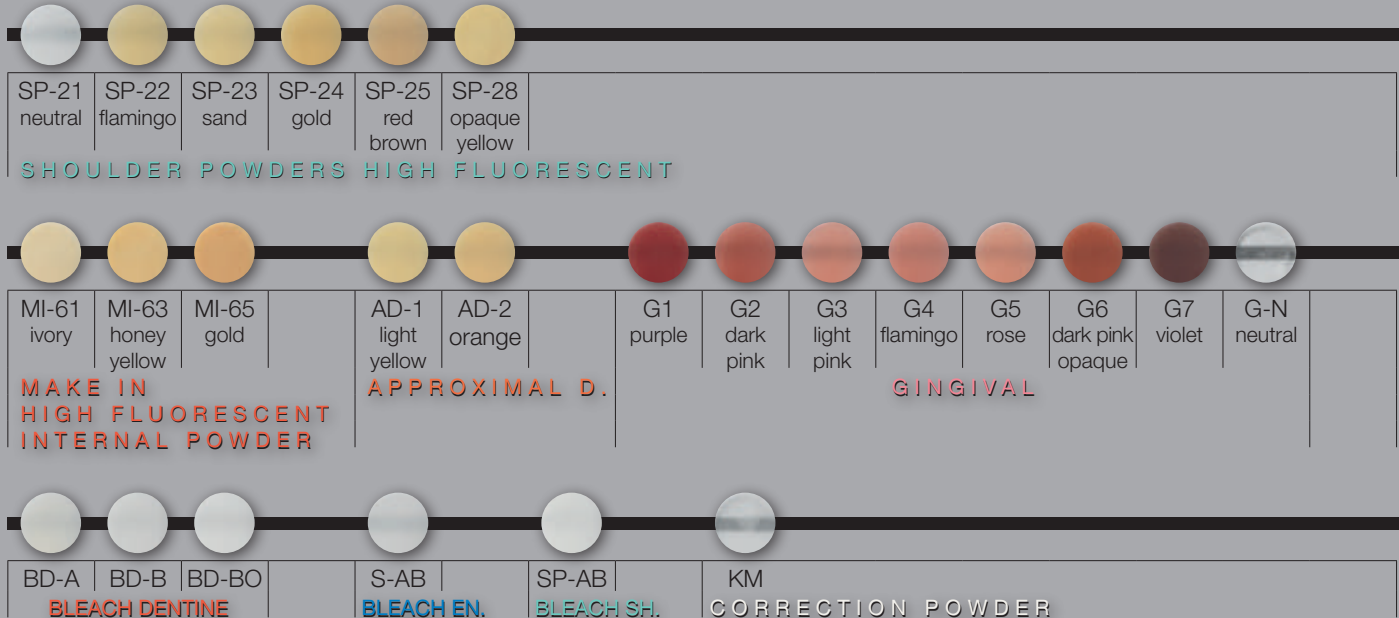 SP-21 SP-22 SP-23 SP-24 SP-25 SP-28
neutral flamingo sand gold red opaque
brown yellow
SHOULDER POWDERS HIGH FLUORESCENT
MI-61 MI-63 MI-65 AD-1 AD-2 G1 G2 G3 G4 G5 G6 G7 G-N
ivory honey gold light orange purple dark light flamingo rose dark pink violet neutral
yellow yellow pink pink opaque
MAKE IN APPROXIMAL D. GINGIVAL
HIGH FLUORESCENT
INTERNAL POWDER
BD-A BD-B BD-BO S-AB SP-AB KM
BLEACH DENTINE BLEACH EN. BLEACH SH. CORRECTION POWDER